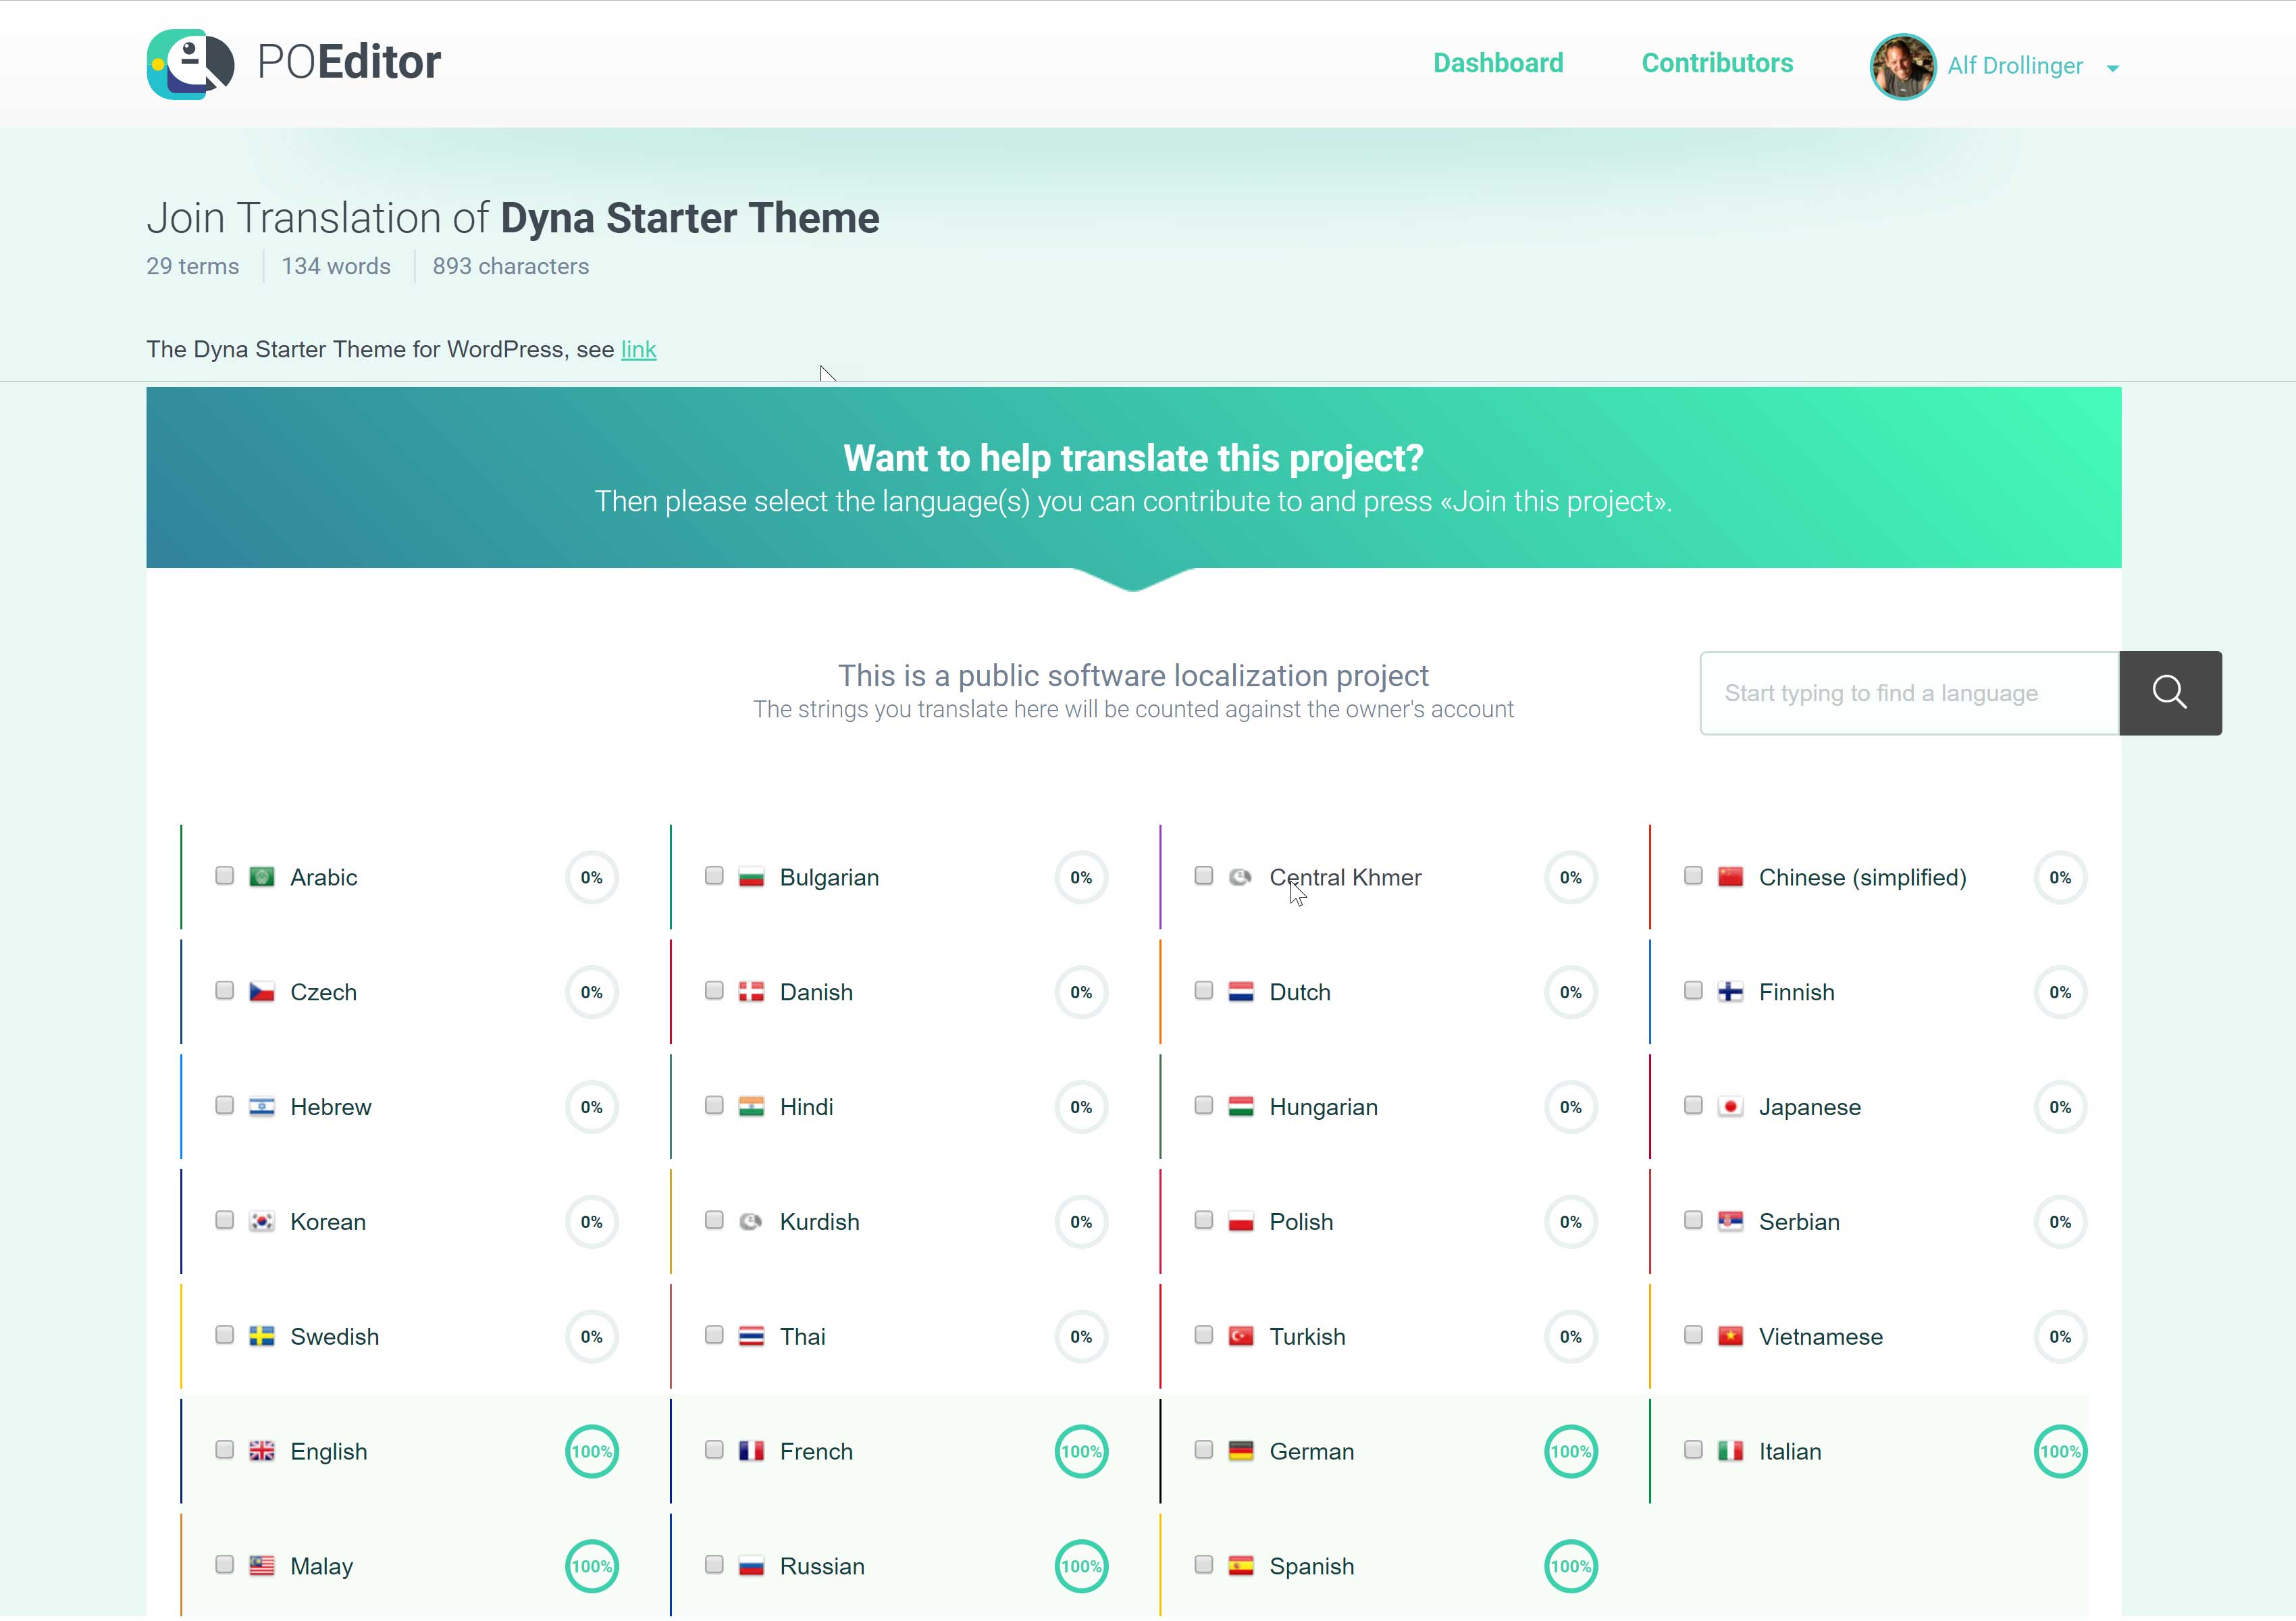 POEditor
Dashboard
Contributors
Alf Drollinger
Join Translation of Dyna Starter Theme
29 terms 134 words 893 characters
The Dyna Starter Theme for WordPress, see link
Want to help translate this project?
Then please select the language(s) you can contribute to and press «Join this project».
This is a public software localization project
The strings you translate here will be counted against the owner's account
Start typing to find a language
Arabic 0% Bulgarian 0% Central Khmer 0% Chinese (simplified) 0%
Czech 0% Danish 0% Dutch 0% Finnish 0%
Hebrew 0% Hindi 0% Hungarian 0% Japanese 0%
Korean 0% Kurdish 0% Polish 0% Serbian 0%
Swedish 0% Thai 0% Turkish 0% Vietnamese 0%
English 100% French 100% German 100% Italian 100%
Malay 100% Russian 100% Spanish 100%